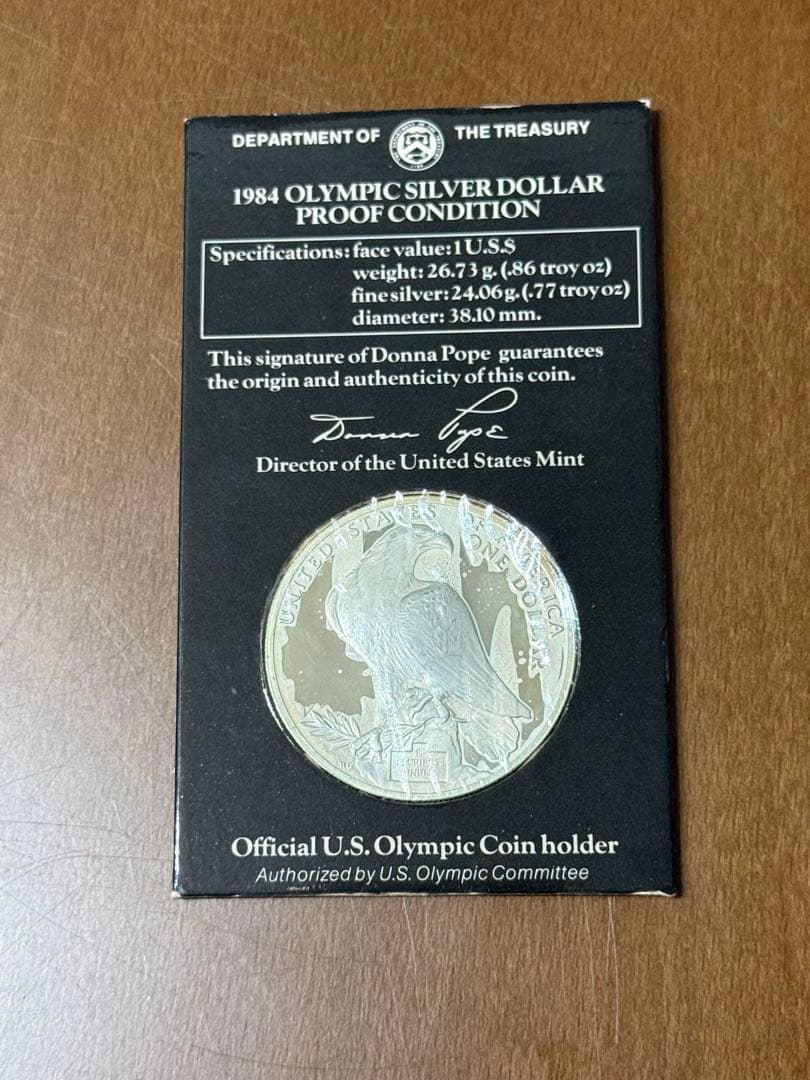 DEPARTMENT OF THE TREASURY
1984 OLYMPIC SILVER DOLLAR
PROOF CONDITION
Specifications: face value: 1 U.S.$
weight: 26.73 g. (.86 troy oz)
fine silver: 24.06 g. (.77 troy oz)
diameter: 38.10 mm.
This signature of Donna Pope guarantees
the origin and authenticity of this coin.
Donna Pope
Director of the United States Mint
UNITED STATES OF AMERICA
ONE DOLLAR
Official U.S. Olympic Coin holder
Authorized by U.S. Olympic Committee